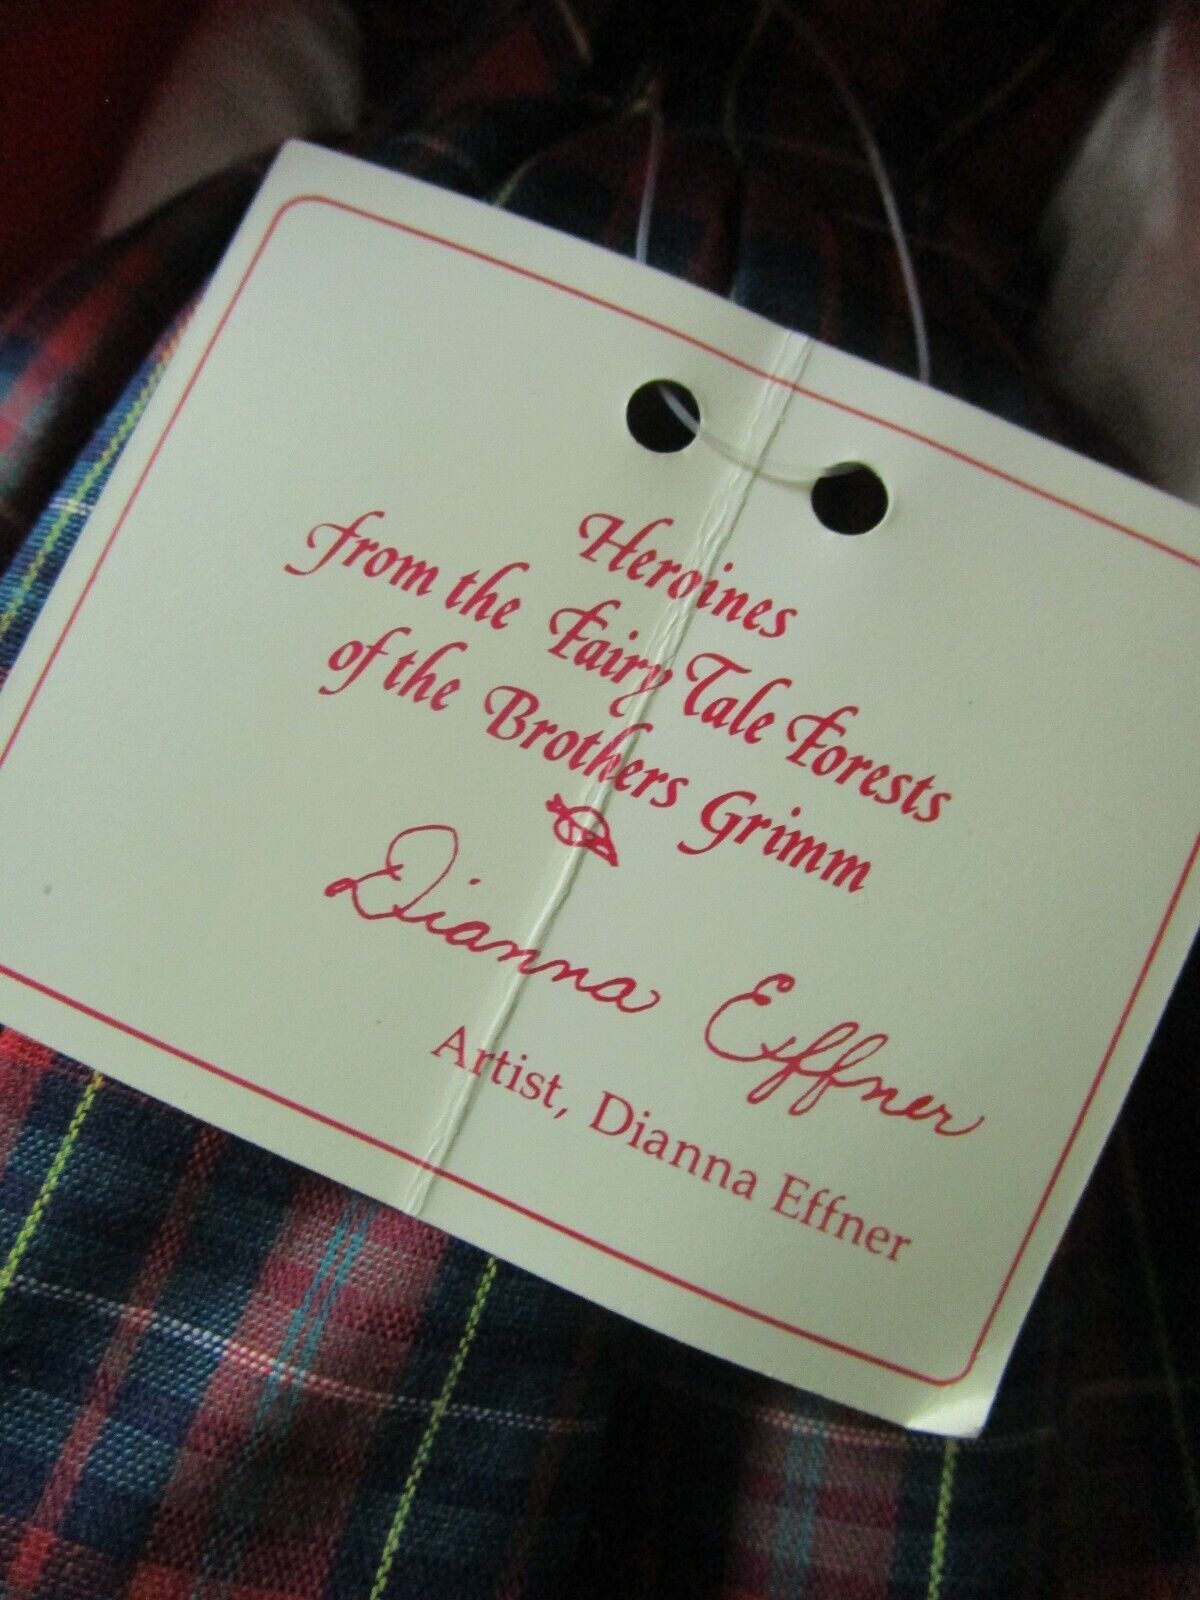 Heroines
from the Fairy Tale Forests
of the Brothers Grimm
Dianna Effner
Artist, Dianna Effner